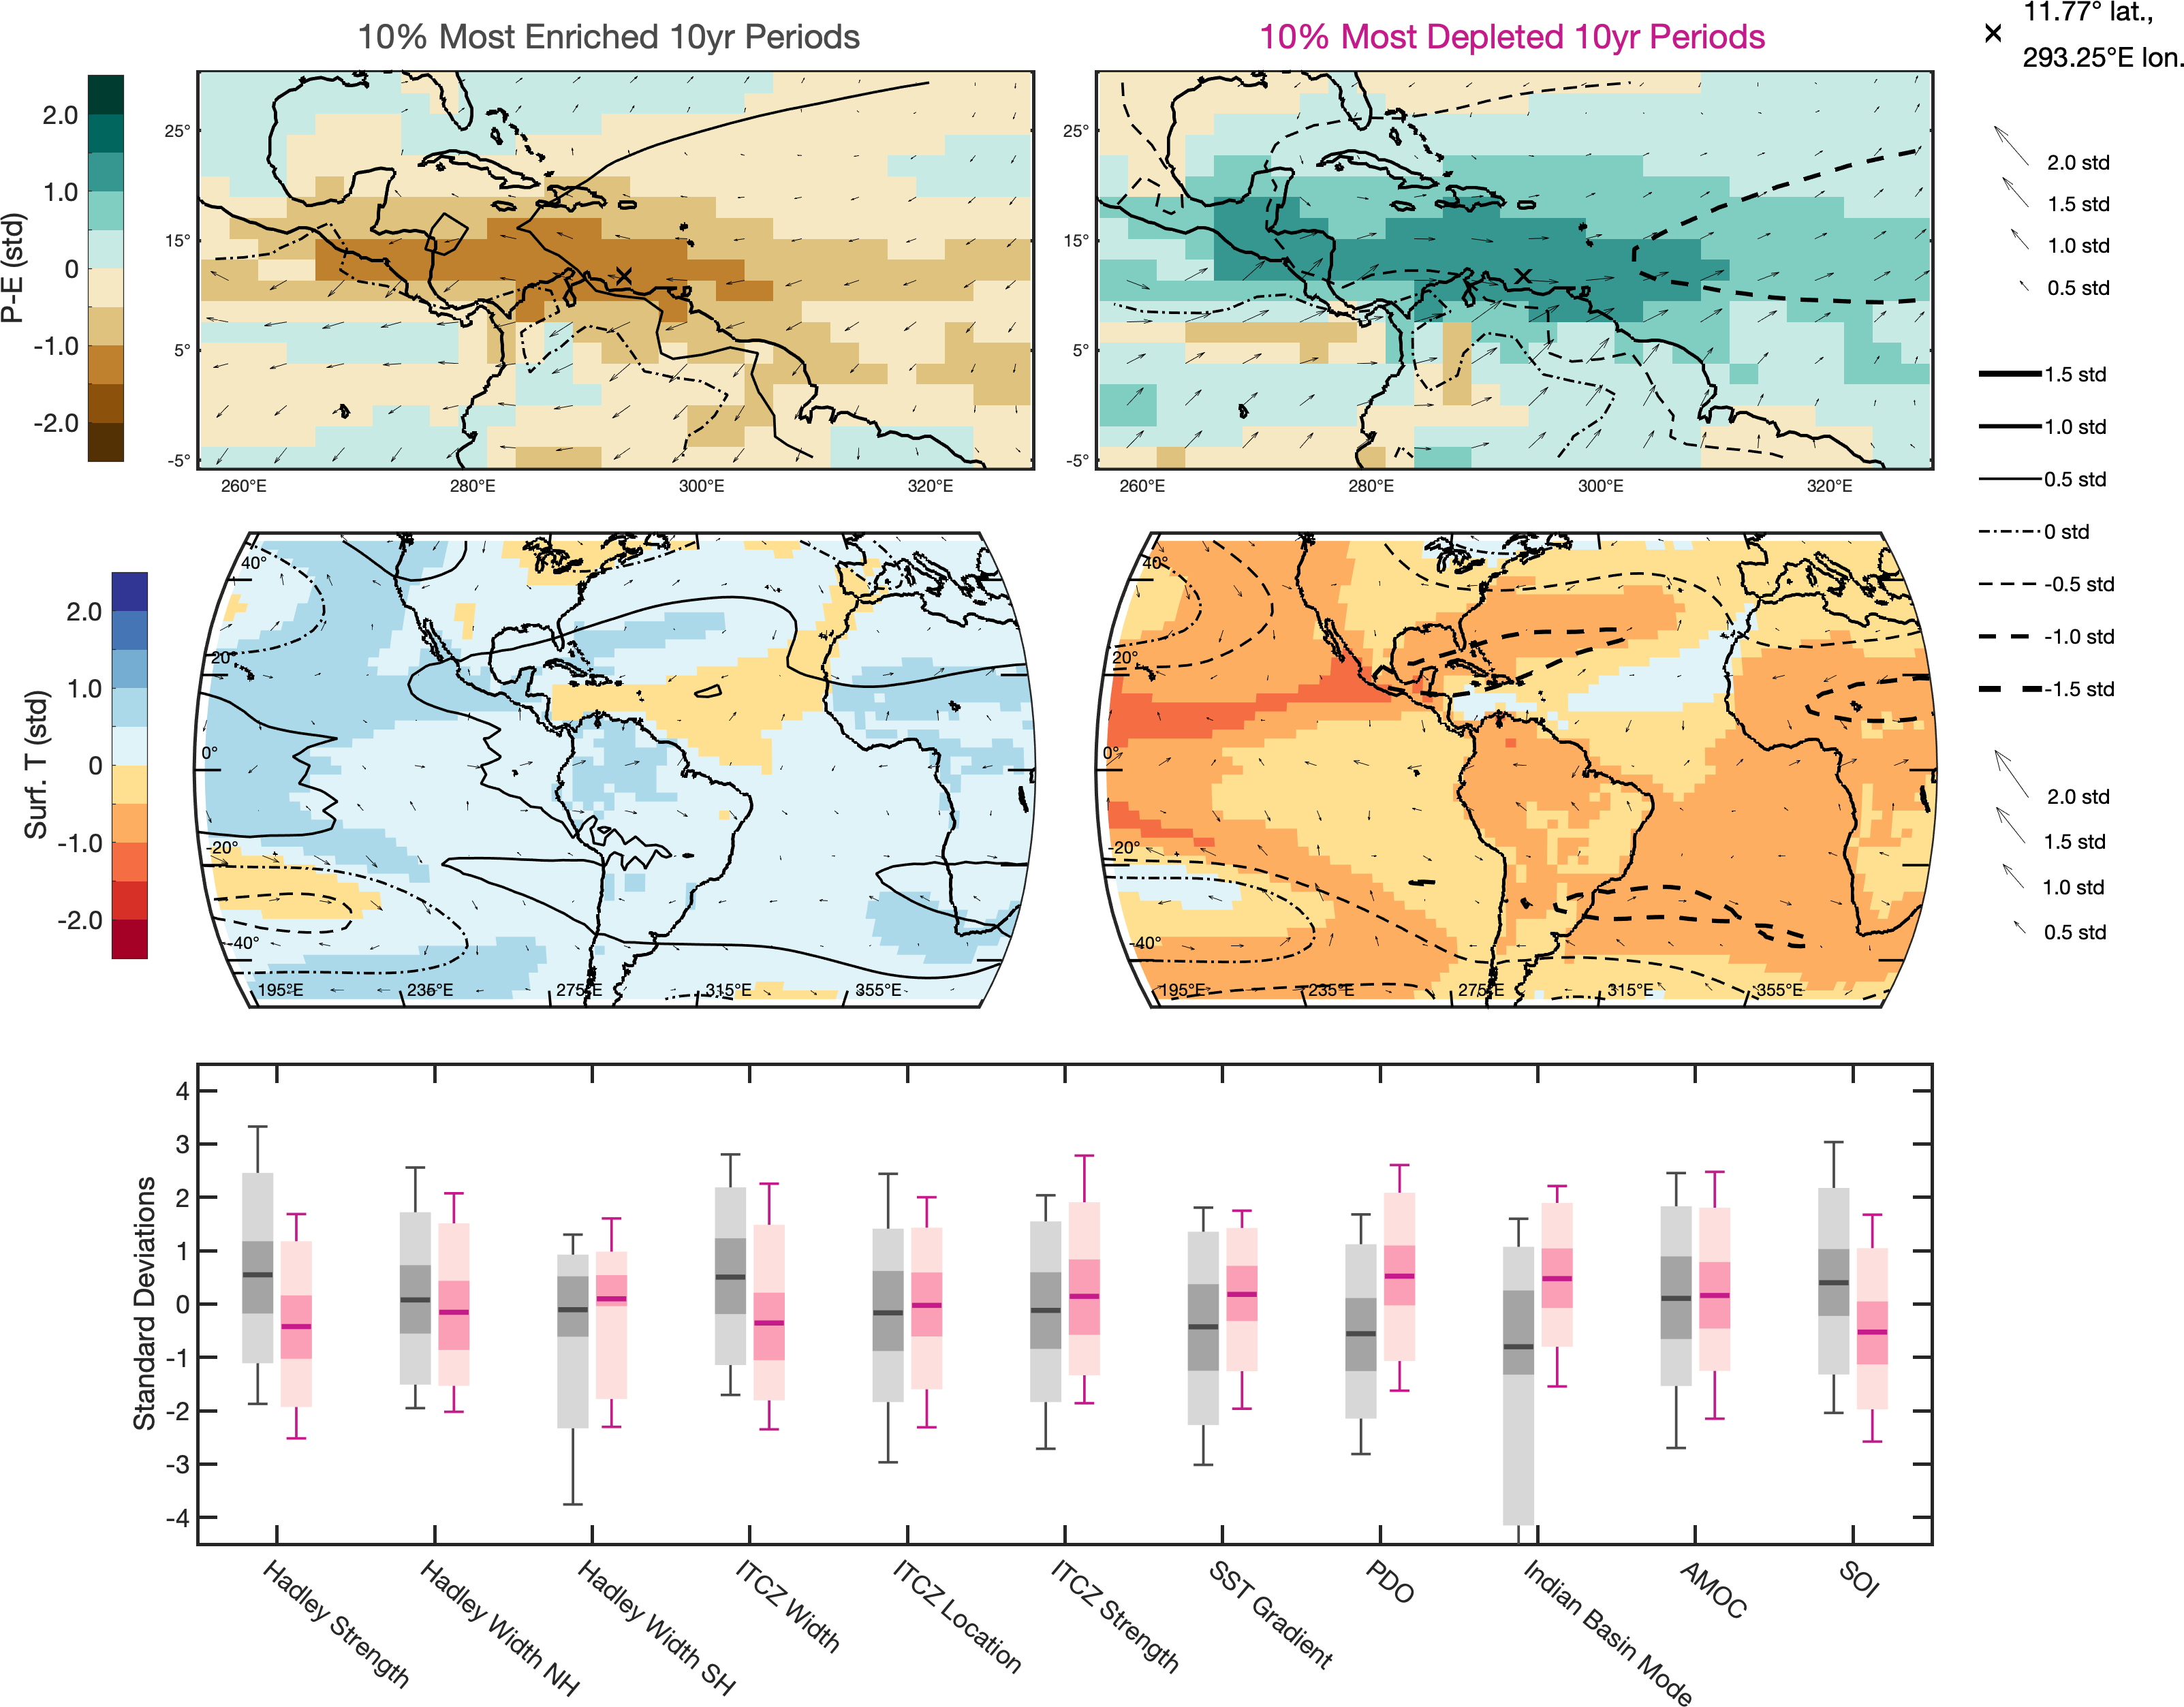 10% Most Enriched 10yr Periods
10% Most Depleted 10yr Periods
11.77° lat.,
293.25°E lon.
P-E (std)
2.0
1.0
0
-1.0
-2.0
25°
15°
5°
-5°
260°E
280°E
300°E
320°E
25°
15°
5°
-5°
260°E
280°E
300°E
320°E
2.0 std
1.5 std
1.0 std
0.5 std
1.5 std
1.0 std
0.5 std
0 std
-0.5 std
-1.0 std
-1.5 std
Surf. T (std)
2.0
1.0
0
-1.0
-2.0
40°
20°
0°
-20°
-40°
195°E
235°E
275°E
315°E
355°E
40°
20°
0°
-20°
-40°
195°E
235°E
275°E
315°E
355°E
2.0 std
1.5 std
1.0 std
0.5 std
Standard Deviations
4
3
2
1
0
-1
-2
-3
-4
Hadley Strength
Hadley Width NH
Hadley Width SH
ITCZ Width
ITCZ Location
ITCZ Strength
SST Gradient
PDO
Indian Basin Mode
AMOC
SOI